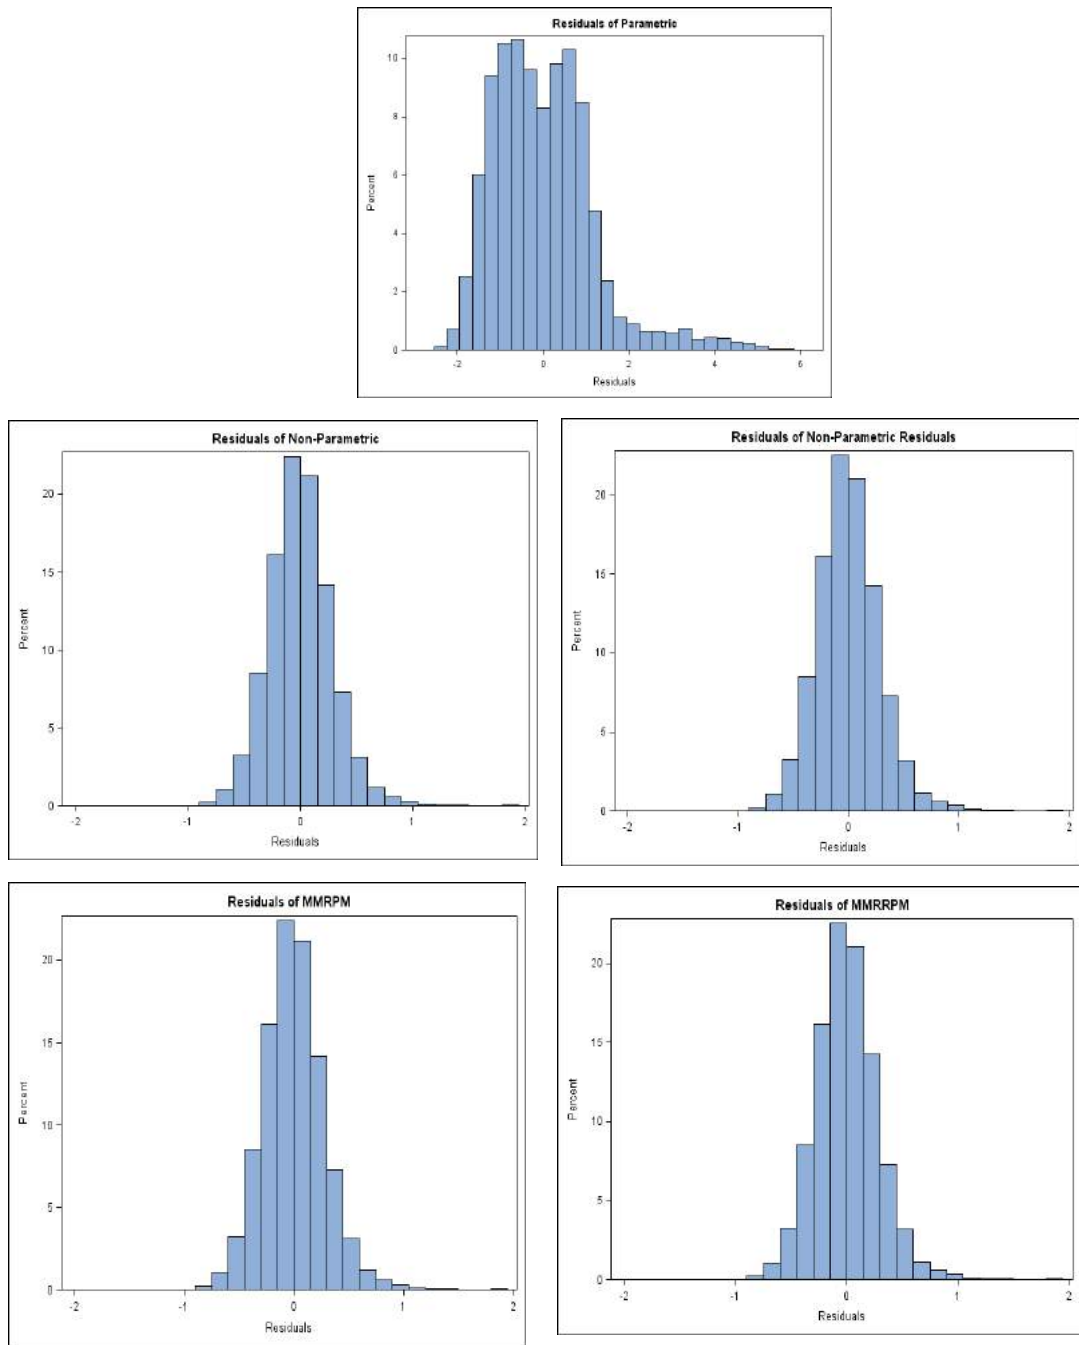 Residuals of Parametric
10
8
6
4
2
0
Percent
-2 0 2 4 6
Residuals
Residuals of Non-Parametric
20
15
10
5
0
Percent
-2 -1 0 1 2
Residuals
Residuals of Non-Parametric Residuals
20
15
10
5
0
Percent
-2 -1 0 1 2
Residuals
Residuals of MMRPM
20
15
10
5
0
Percent
-2 -1 0 1 2
Residuals
Residuals of MMRRPM
20
15
10
5
0
Percent
-2 -1 0 1 2
Residuals